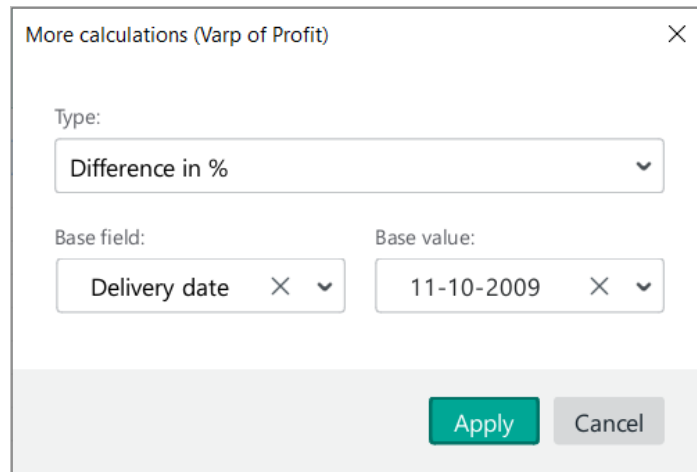 More calculations (Varp of Profit)
Type:
Difference in %
Base field: Base value:
Delivery date 11-10-2009
Apply Cancel